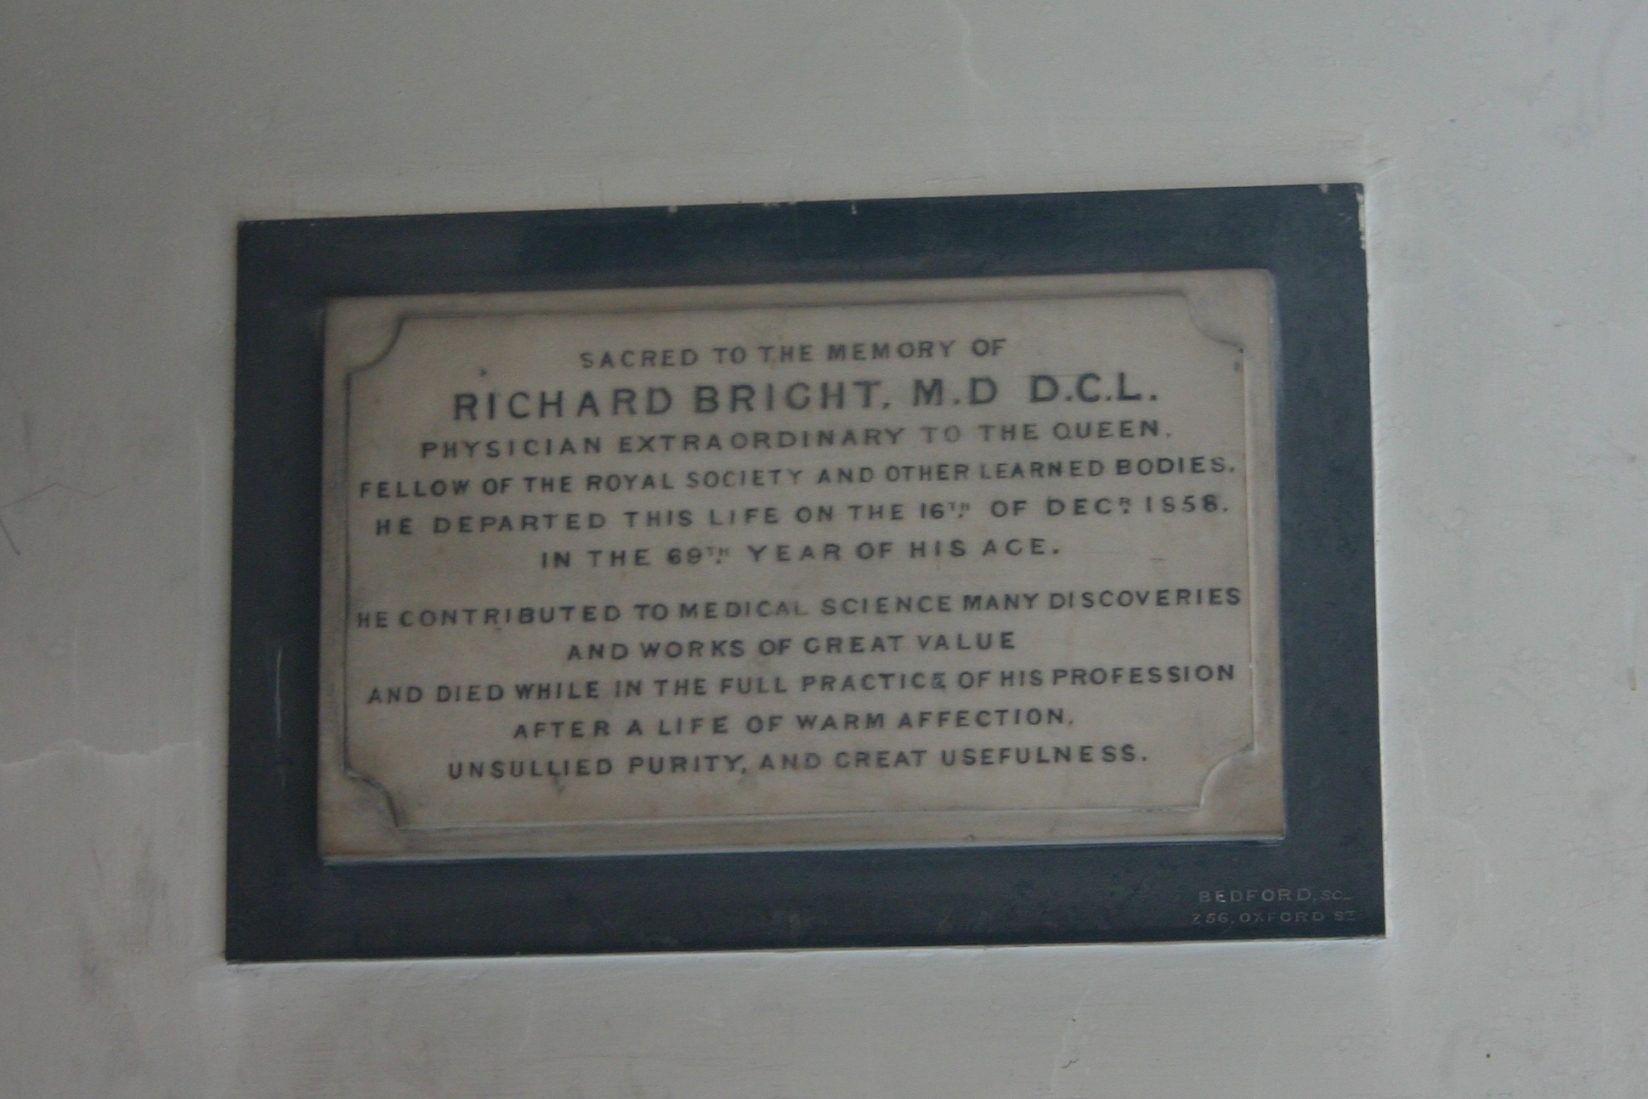 SACRED TO THE MEMORY OF
RICHARD BRIGHT, M.D D.C.L.
PHYSICIAN EXTRAORDINARY TO THE QUEEN,
FELLOW OF THE ROYAL SOCIETY AND OTHER LEARNED BODIES.
HE DEPARTED THIS LIFE ON THE 16TH OF DECR 1858.
IN THE 69TH YEAR OF HIS AGE.
HE CONTRIBUTED TO MEDICAL SCIENCE MANY DISCOVERIES
AND WORKS OF GREAT VALUE
AND DIED WHILE IN THE FULL PRACTICE OF HIS PROFESSION
AFTER A LIFE OF WARM AFFECTION,
UNSULLIED PURITY, AND GREAT USEFULNESS.
BEDFORD, SC
256, OXFORD ST